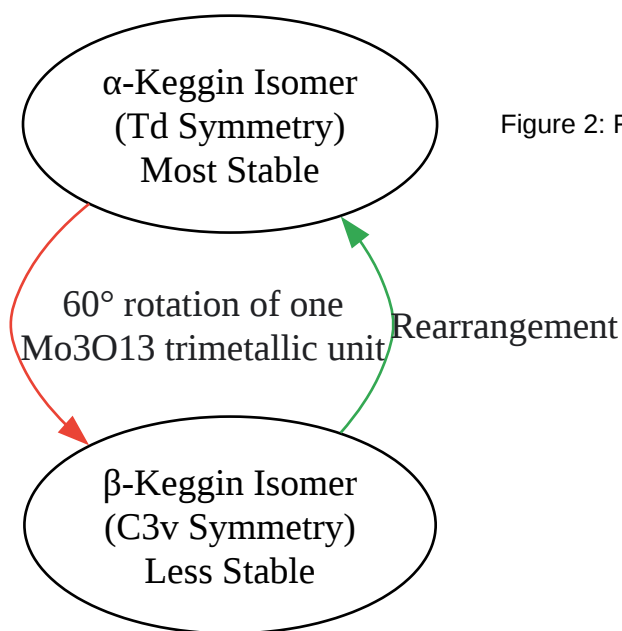 α-Keggin Isomer
(Td Symmetry)
Most Stable
Figure 2:
60° rotation of one
Mo3O13 trimetallic unit
Rearrangement
β-Keggin Isomer
(C3v Symmetry)
Less Stable